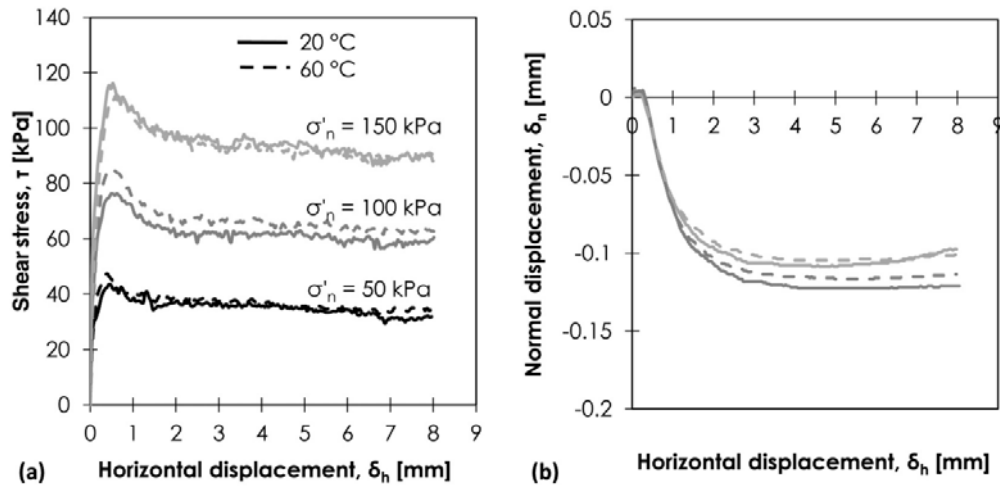 140
120
100
80
60
40
20
0
Shear stress, τ [kPa]
20 °C
60 °C
σ'n = 150 kPa
σ'n = 100 kPa
σ'n = 50 kPa
0 1 2 3 4 5 6 7 8 9
(a) Horizontal displacement, δh [mm]
0.05
0
-0.05
-0.1
-0.15
-0.2
Normal displacement, δn [mm]
0 1 2 3 4 5 6 7 8 9
(b) Horizontal displacement, δh [mm]